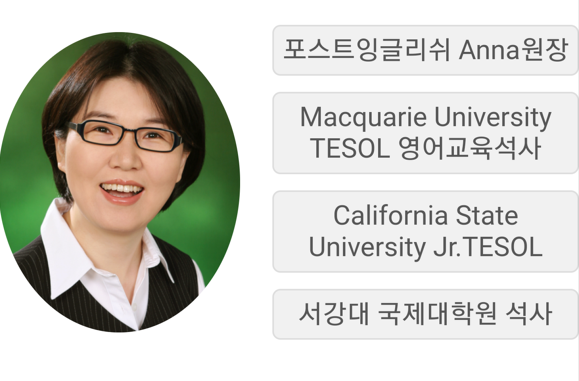 포스트잉글리쉬 Anna원장
Macquarie University
TESOL 영어교육석사
California State
University Jr.TESOL
서강대 국제대학원 석사